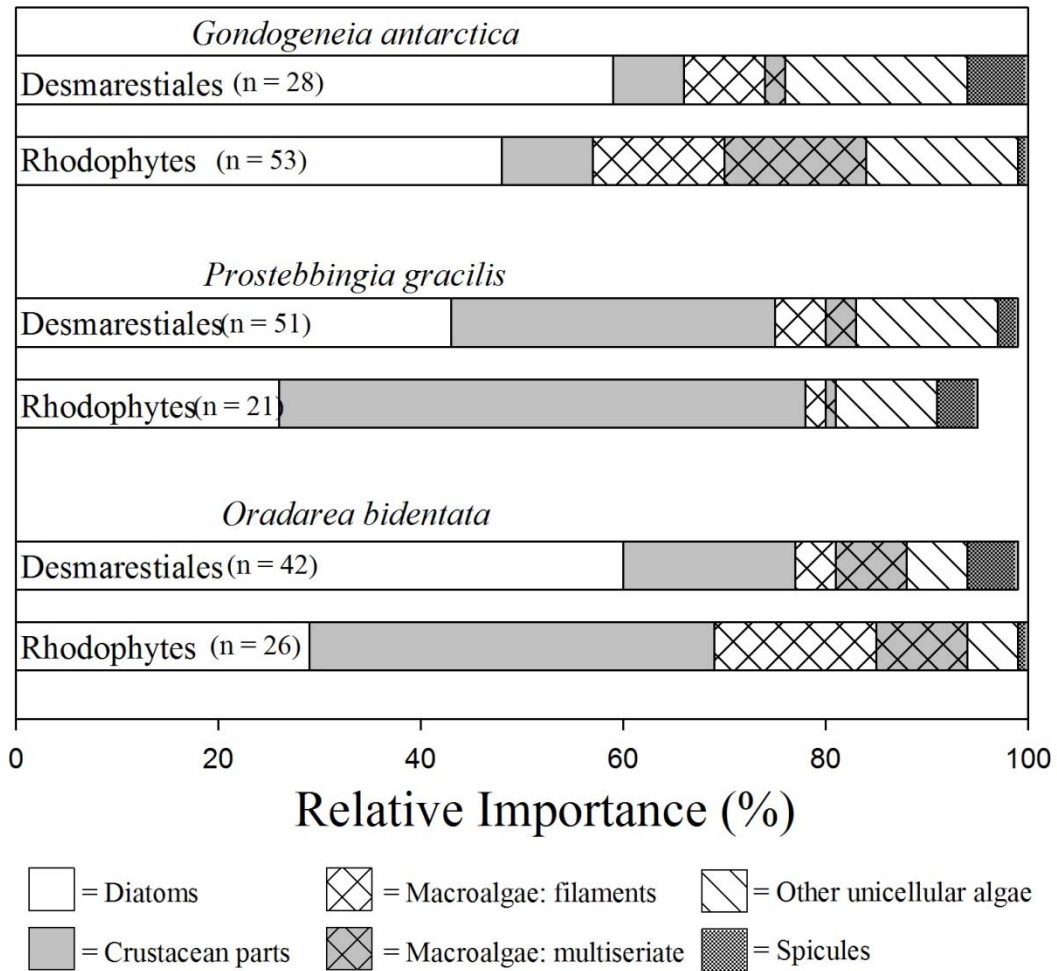 Gondogeneia antarctica
Desmarestiales (n = 28)
Rhodophytes (n = 53)
Prostebbingia gracilis
Desmarestiales (n = 51)
Rhodophytes (n = 21)
Oradarea bidentata
Desmarestiales (n = 42)
Rhodophytes (n = 26)
0 20 40 60 80 100
Relative Importance (%)
= Diatoms = Macroalgae: filaments = Other unicellular algae
= Crustacean parts = Macroalgae: multiseriate = Spicules